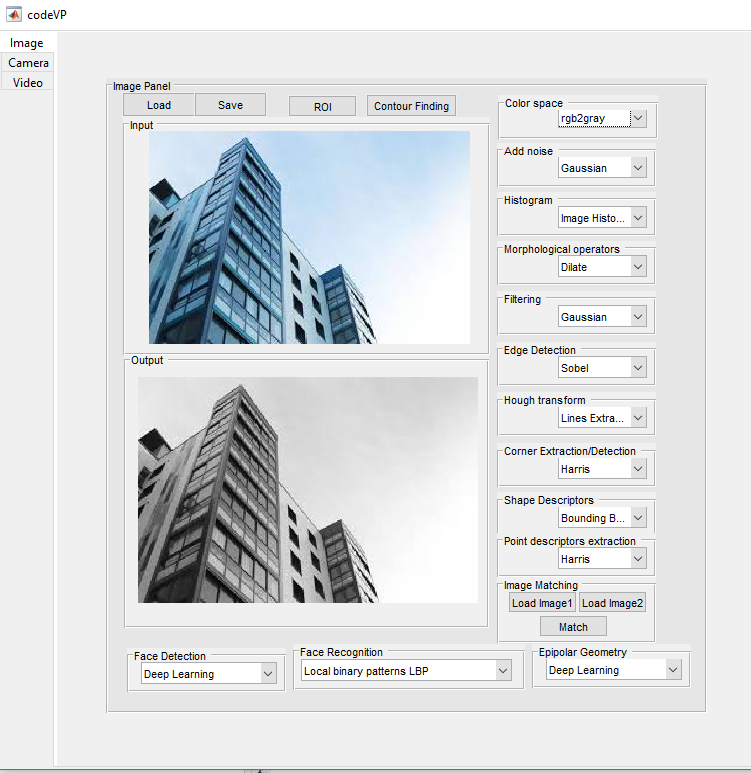 codeVP
Image
Camera
Video
Image Panel
Load
Save
ROI
Contour Finding
Input
Output
Color space
rgb2gray
Add noise
Gaussian
Histogram
Image Histo...
Morphological operators
Dilate
Filtering
Gaussian
Edge Detection
Sobel
Hough transform
Lines Extra...
Corner Extraction/Detection
Harris
Shape Descriptors
Bounding B...
Point descriptors extraction
Harris
Image Matching
Load Image1
Load Image2
Match
Face Detection
Deep Learning
Face Recognition
Local binary patterns LBP
Epipolar Geometry
Deep Learning